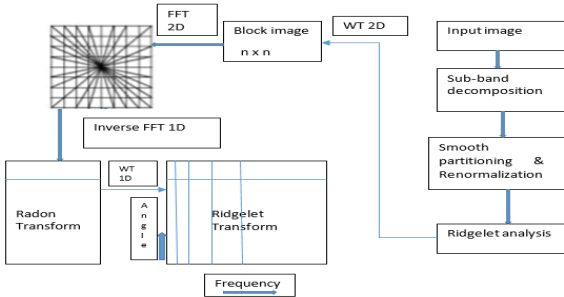 FFT
2D
Block image
n x n
WT 2D
Input image
Sub-band
decomposition
Smooth
partitioning &
Renormalization
Ridgelet analysis
Inverse FFT 1D
WT
1D
Radon
Transform
Angle
Ridgelet
Transform
Frequency